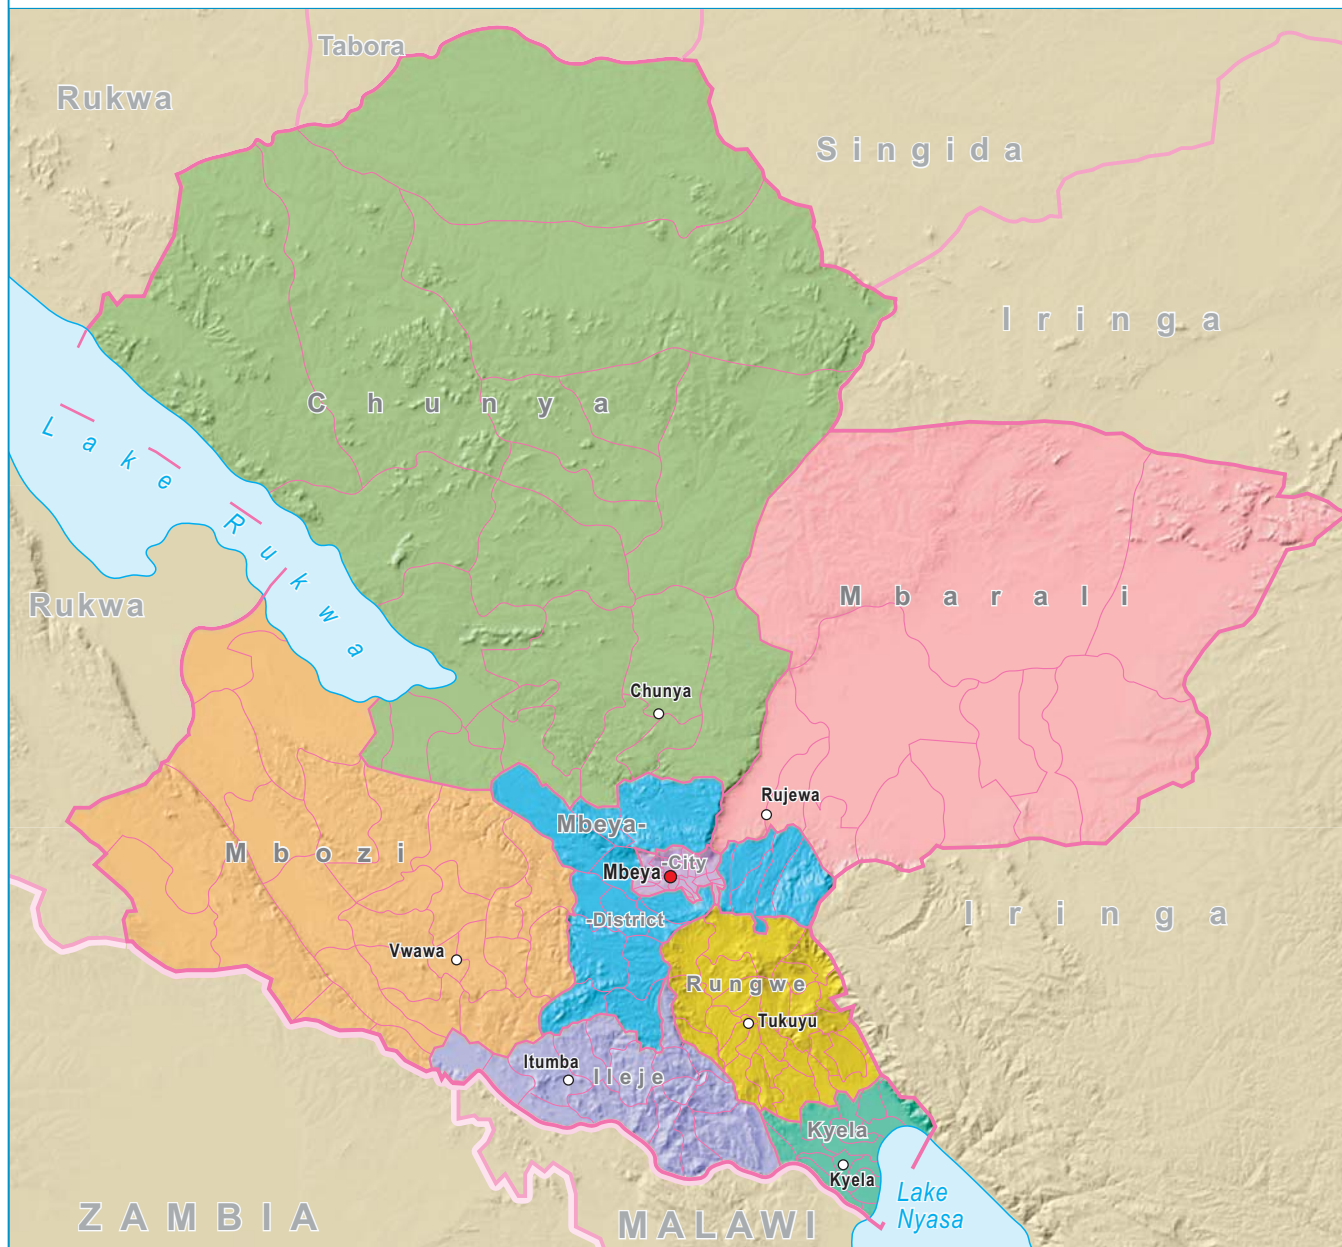 Tabora
Rukwa
Singida
Iringa
Chunya
Lake Rukwa
Mbarali
Rukwa
Chunya
Rujewa
Mbeya-
Mbozi
-City
Mbeya
-District
Iringa
Vwawa
Rungwe
Tukuyu
Itumba
Ileje
Kyela
Kyela
Lake
Nyasa
ZAMBIA
MALAWI